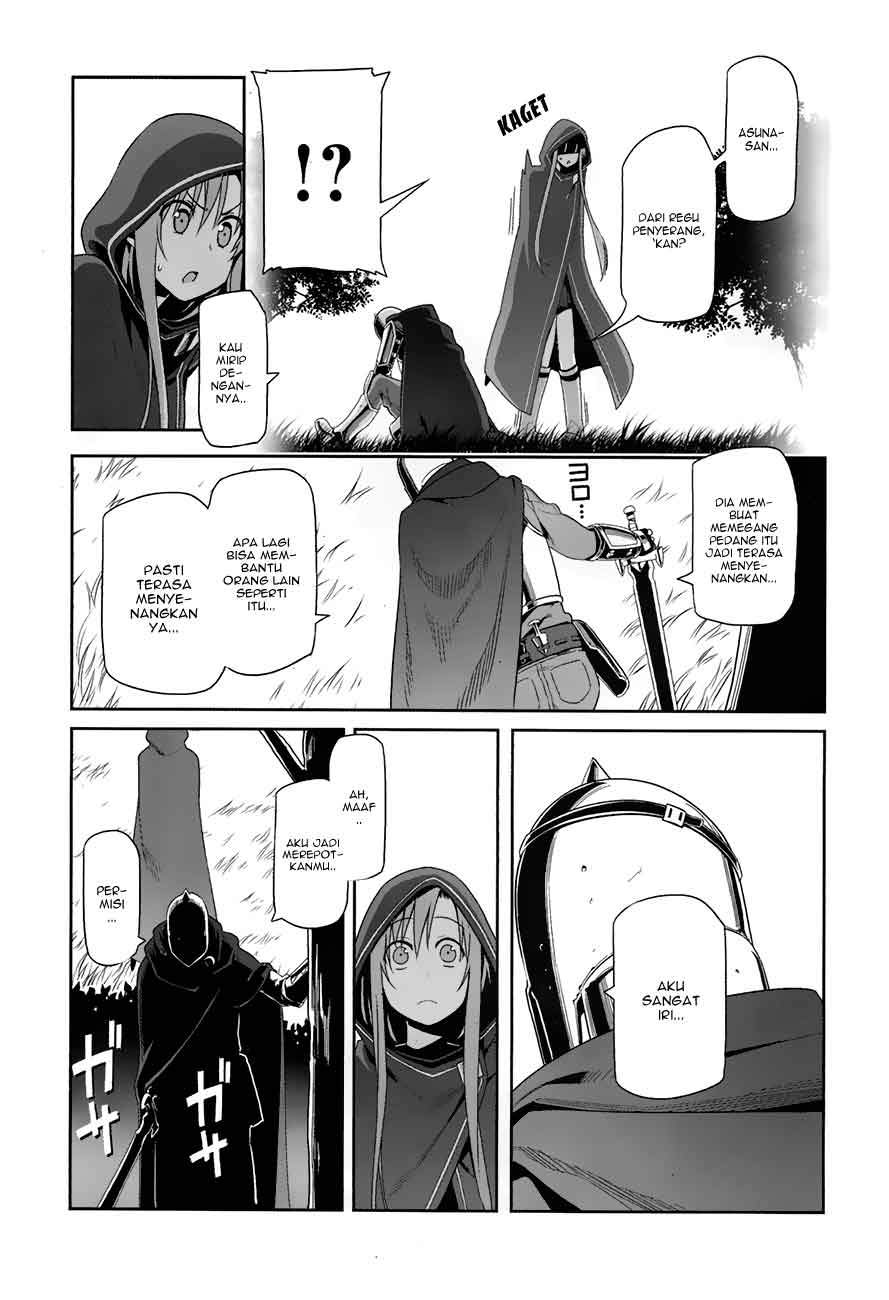 ASUNA-
SAN...
DARI REGU
PENYERANG,
'KAN?
KAGET
!?
KAU
MIRIP
DE-
NGAN-
NYA..
DIA MEM-
BUAT
MEMEGANG
PEDANG ITU
JADI TERASA
MENYE-
NANGKAN...
ヨロ...
APA LAGI
BISA MEM-
BANTU
ORANG LAIN
SEPERTI
ITU...
PASTI
TERASA
MENYE-
NANGKAN
YA...
AKU
SANGAT
IRI...
AH,
MAAF
..
AKU JADI
MEREPOT-
KANMU..
PER-
MISI
...
ガサ
ガサ